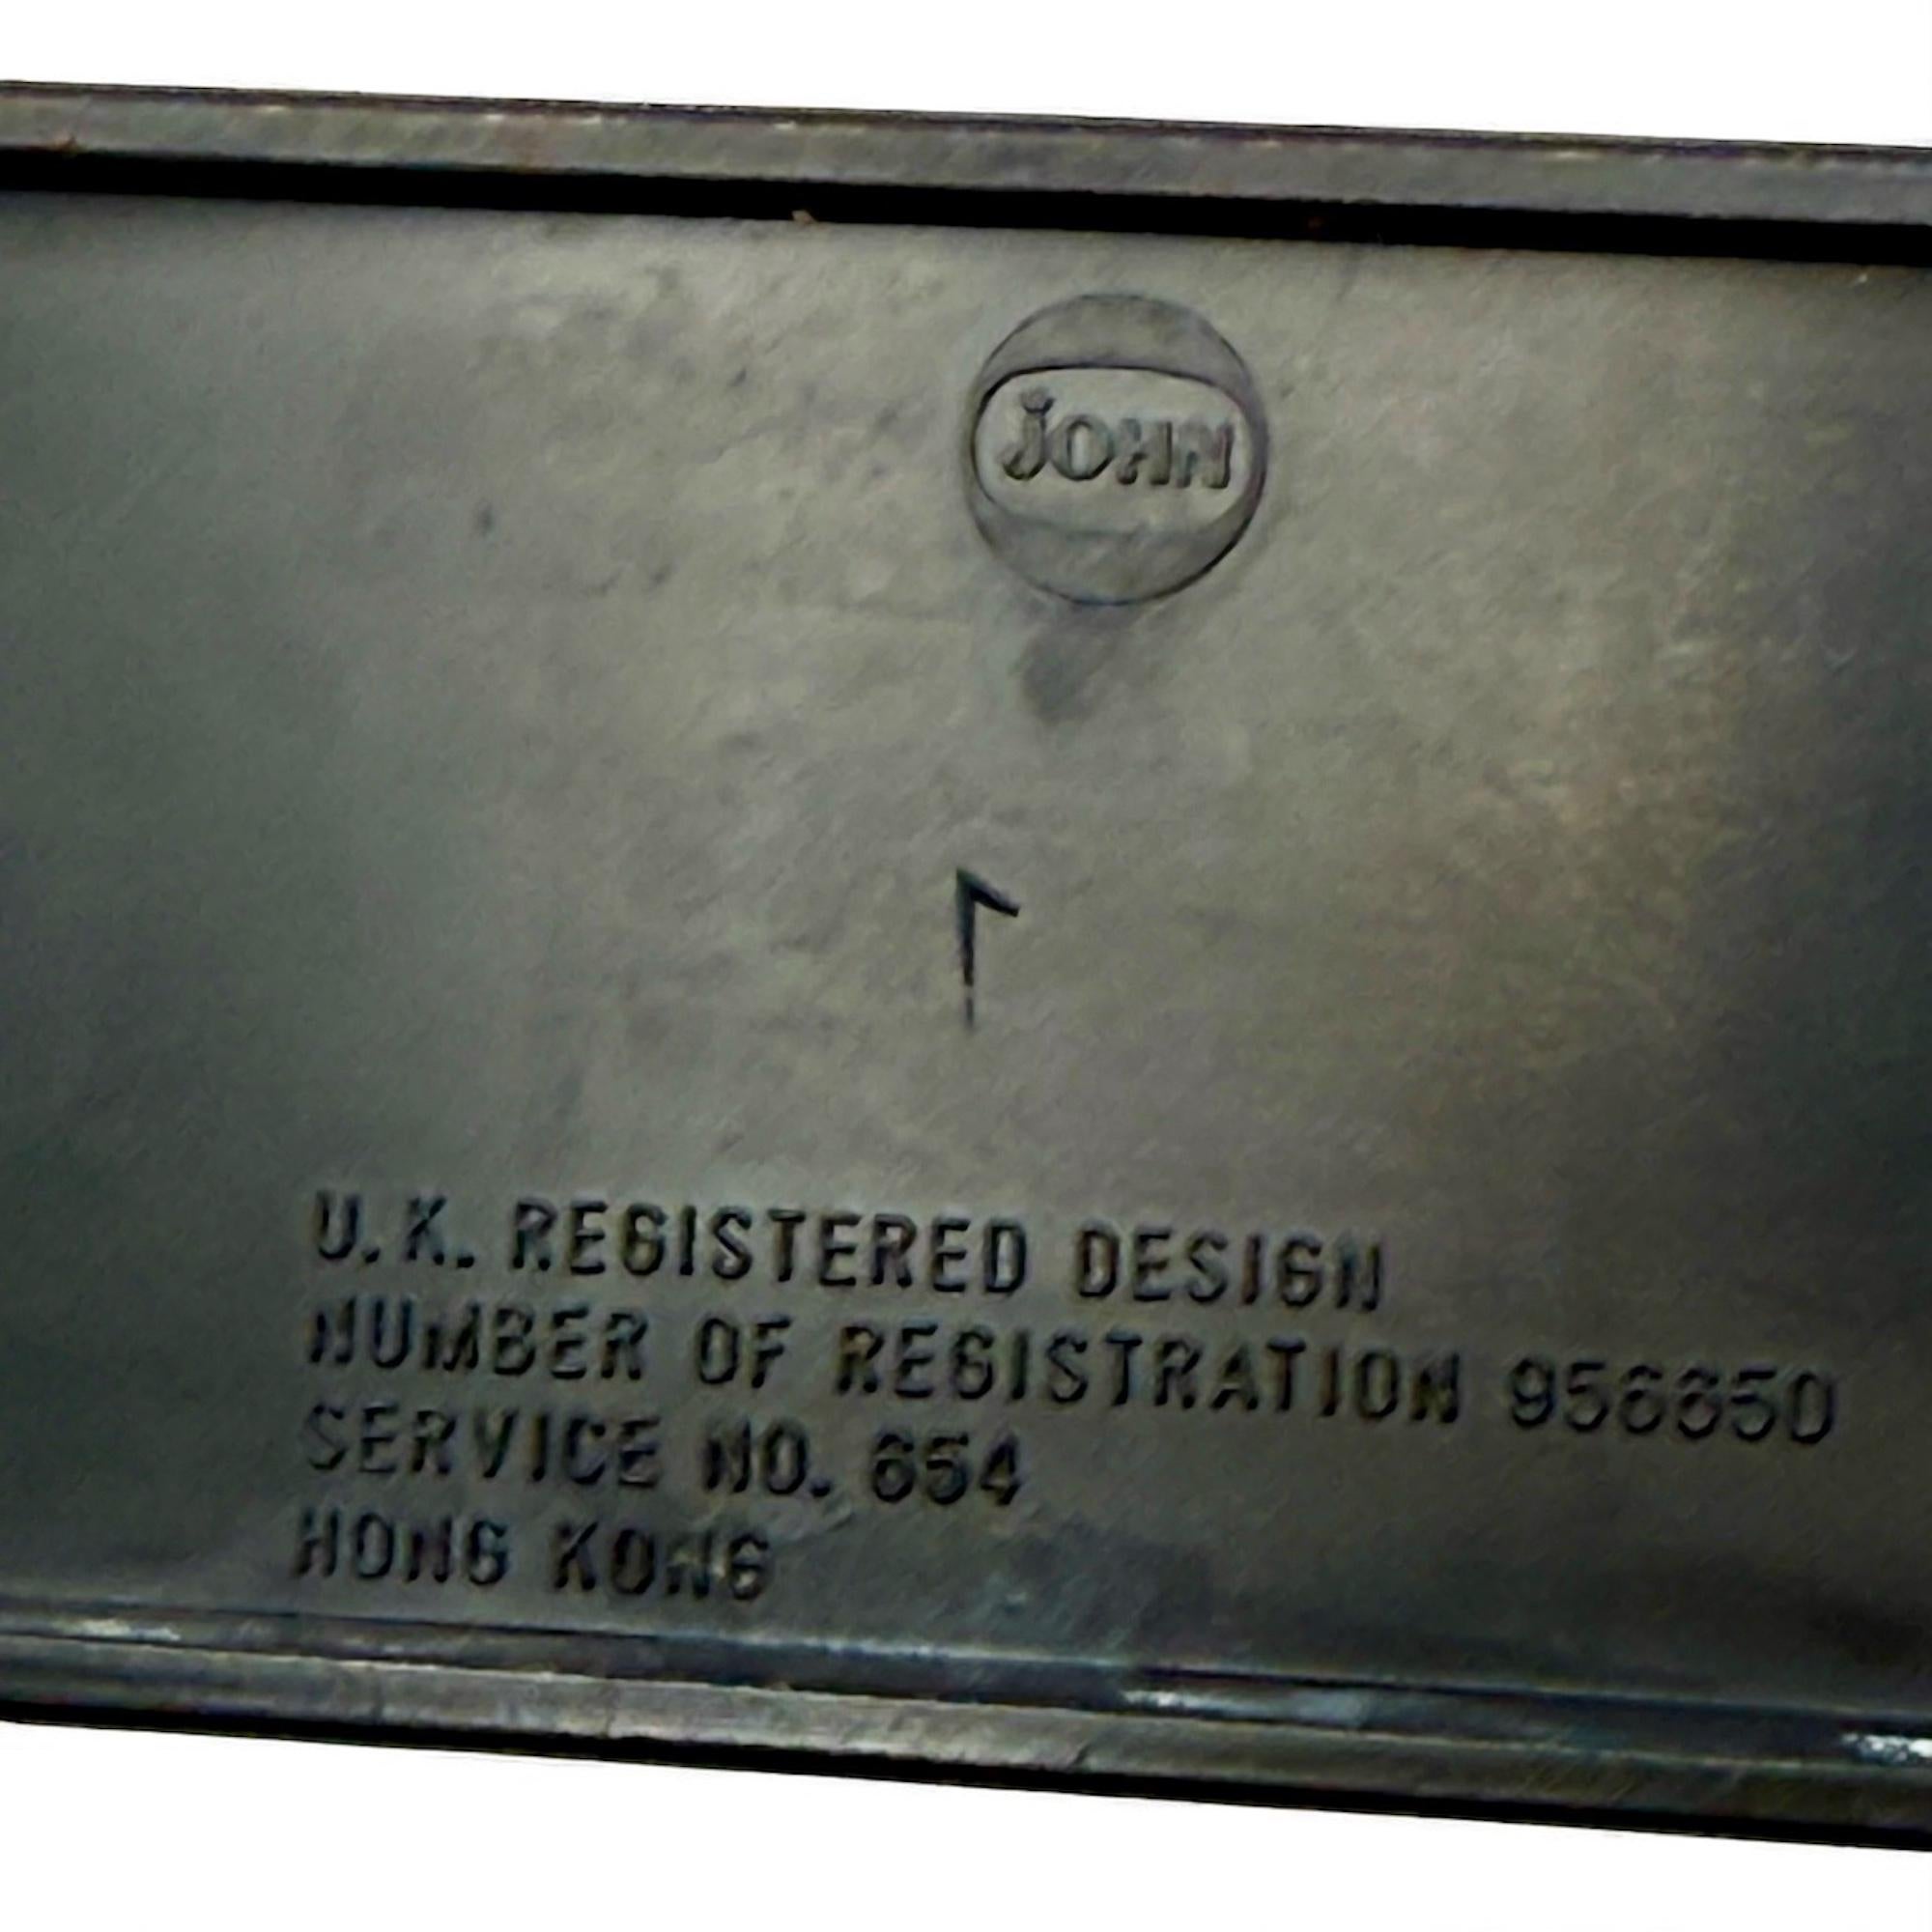 JOHN
U.K. REGISTERED DESIGN
NUMBER OF REGISTRATION 956650
SERVICE NO. 654
HONG KONG